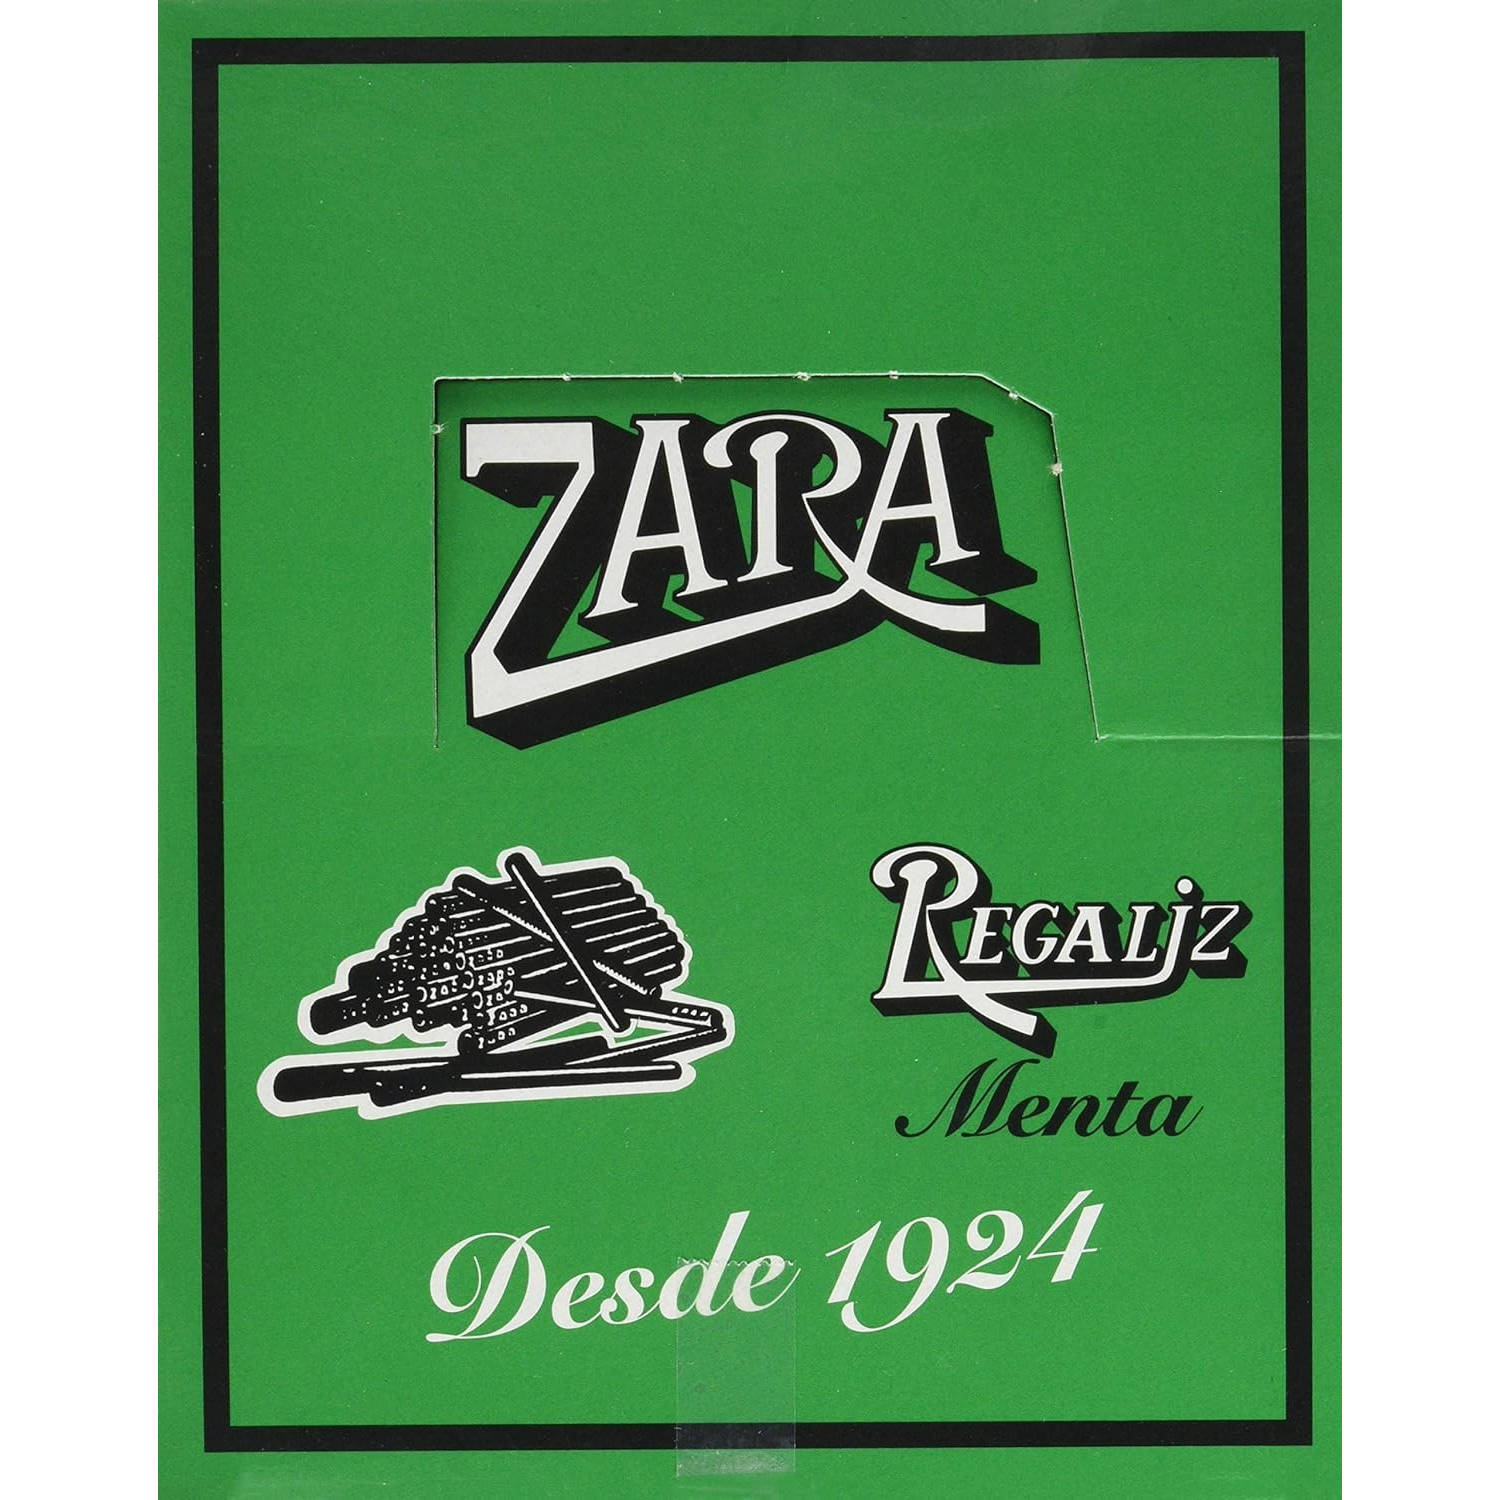 ZARA
REGALIZ
Menta
Desde 1924